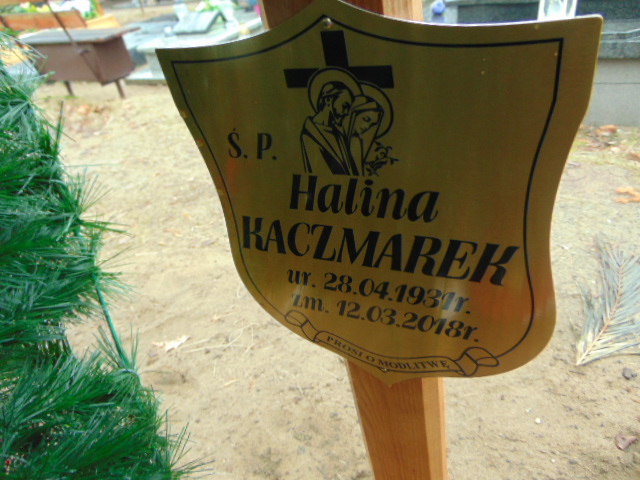 Ś. P.
Halina
KACZMAREK
ur. 28.04.1931r.
zm. 12.03.2018r.
PROSI O MODLITWĘ